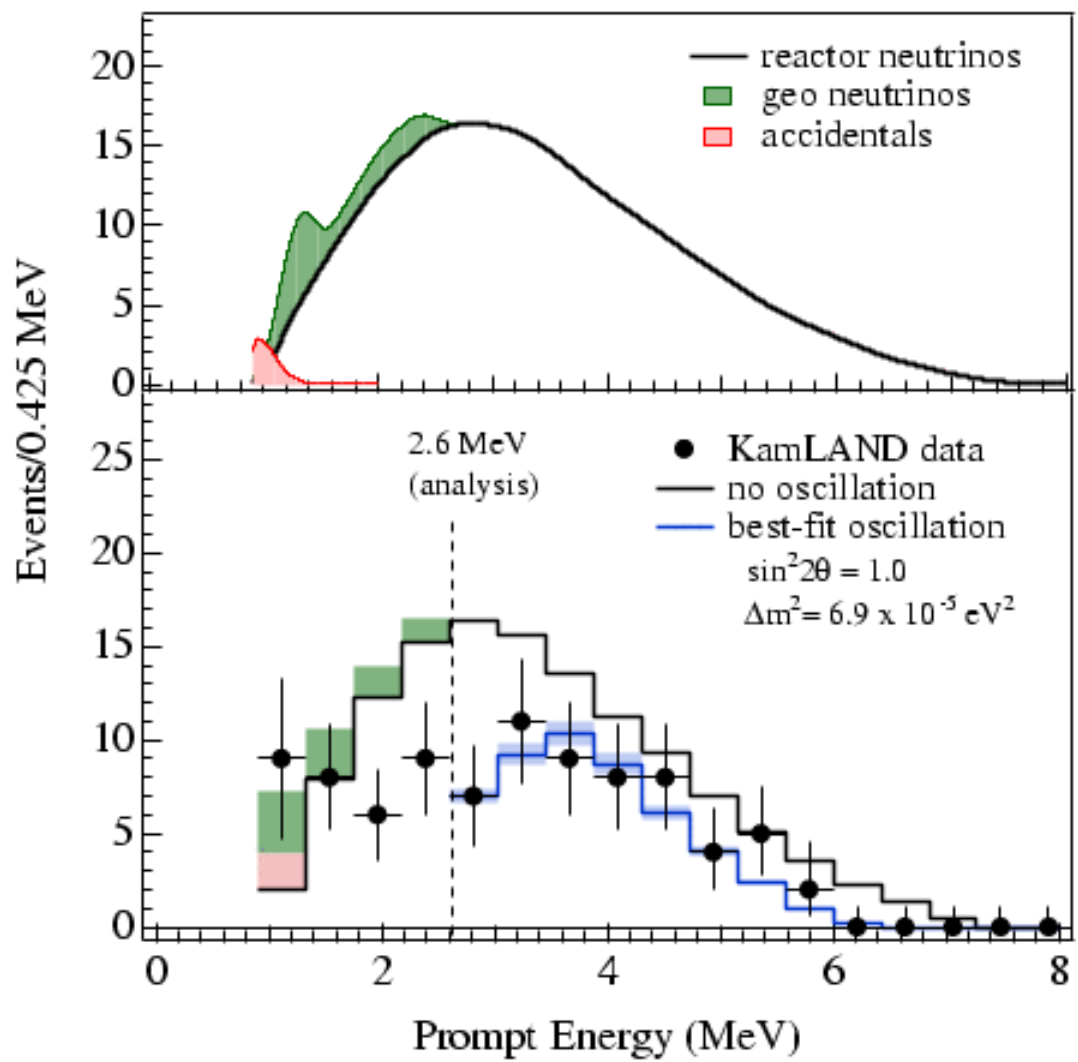 reactor neutrinos
geo neutrinos
accidentals
20
15
10
5
0
Events/0.425 MeV
2.6 MeV
(analysis)
KamLAND data
no oscillation
best-fit oscillation
sin²2θ = 1.0
Δm²= 6.9 x 10⁻⁵ eV²
25
20
15
10
5
0
0 2 4 6 8
Prompt Energy (MeV)